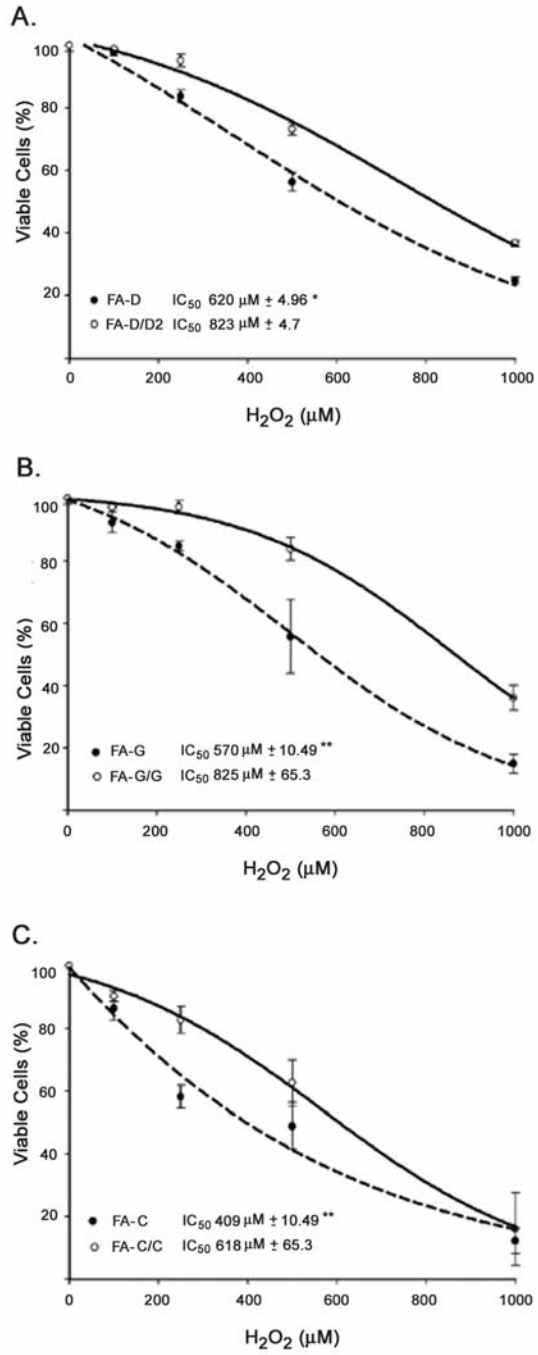 A.
Viable Cells (%)
100
80
60
40
20
FA-D IC50 620 µM ± 4.96 *
FA-D/D2 IC50 823 µM ± 4.7
0 200 400 600 800 1000
H2O2 (µM)
B.
Viable Cells (%)
100
80
60
40
20
FA-G IC50 570 µM ± 10.49 **
FA-G/G IC50 825 µM ± 65.3
0 200 400 600 800 1000
H2O2 (µM)
C.
Viable Cells (%)
100
80
60
40
20
FA-C IC50 409 µM ± 10.49 **
FA-C/C IC50 618 µM ± 65.3
0 200 400 600 800 1000
H2O2 (µM)